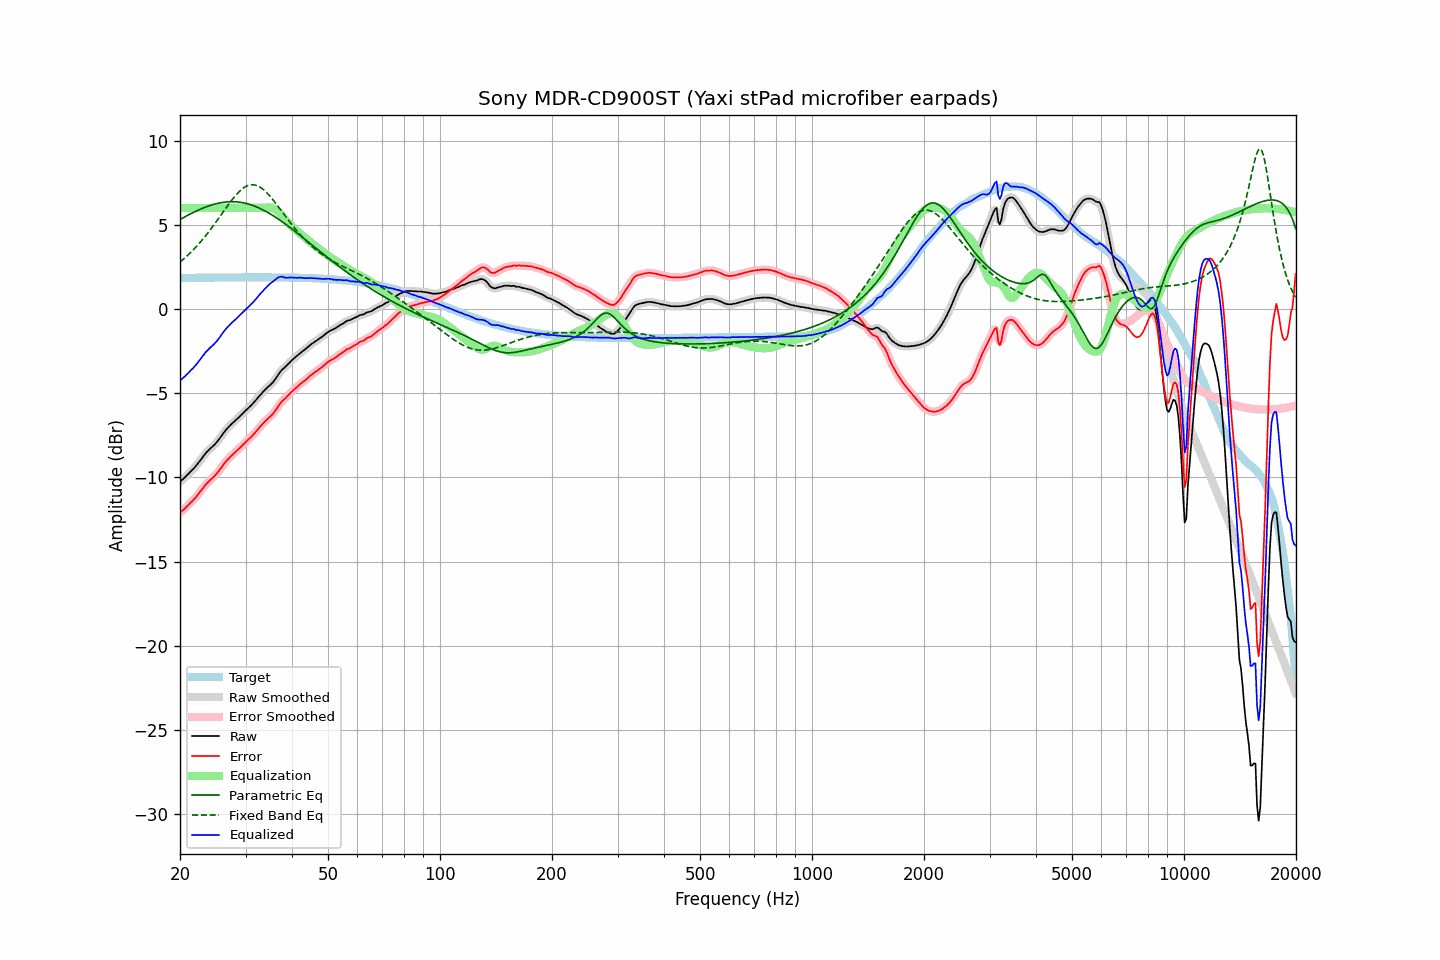 Sony MDR-CD900ST (Yaxi stPad microfiber earpads)
Amplitude (dBr)
10
5
0
−5
−10
−15
−20
−25
−30
Target
Raw Smoothed
Error Smoothed
Raw
Error
Equalization
Parametric Eq
Fixed Band Eq
Equalized
20 50 100 200 500 1000 2000 5000 10000 20000
Frequency (Hz)